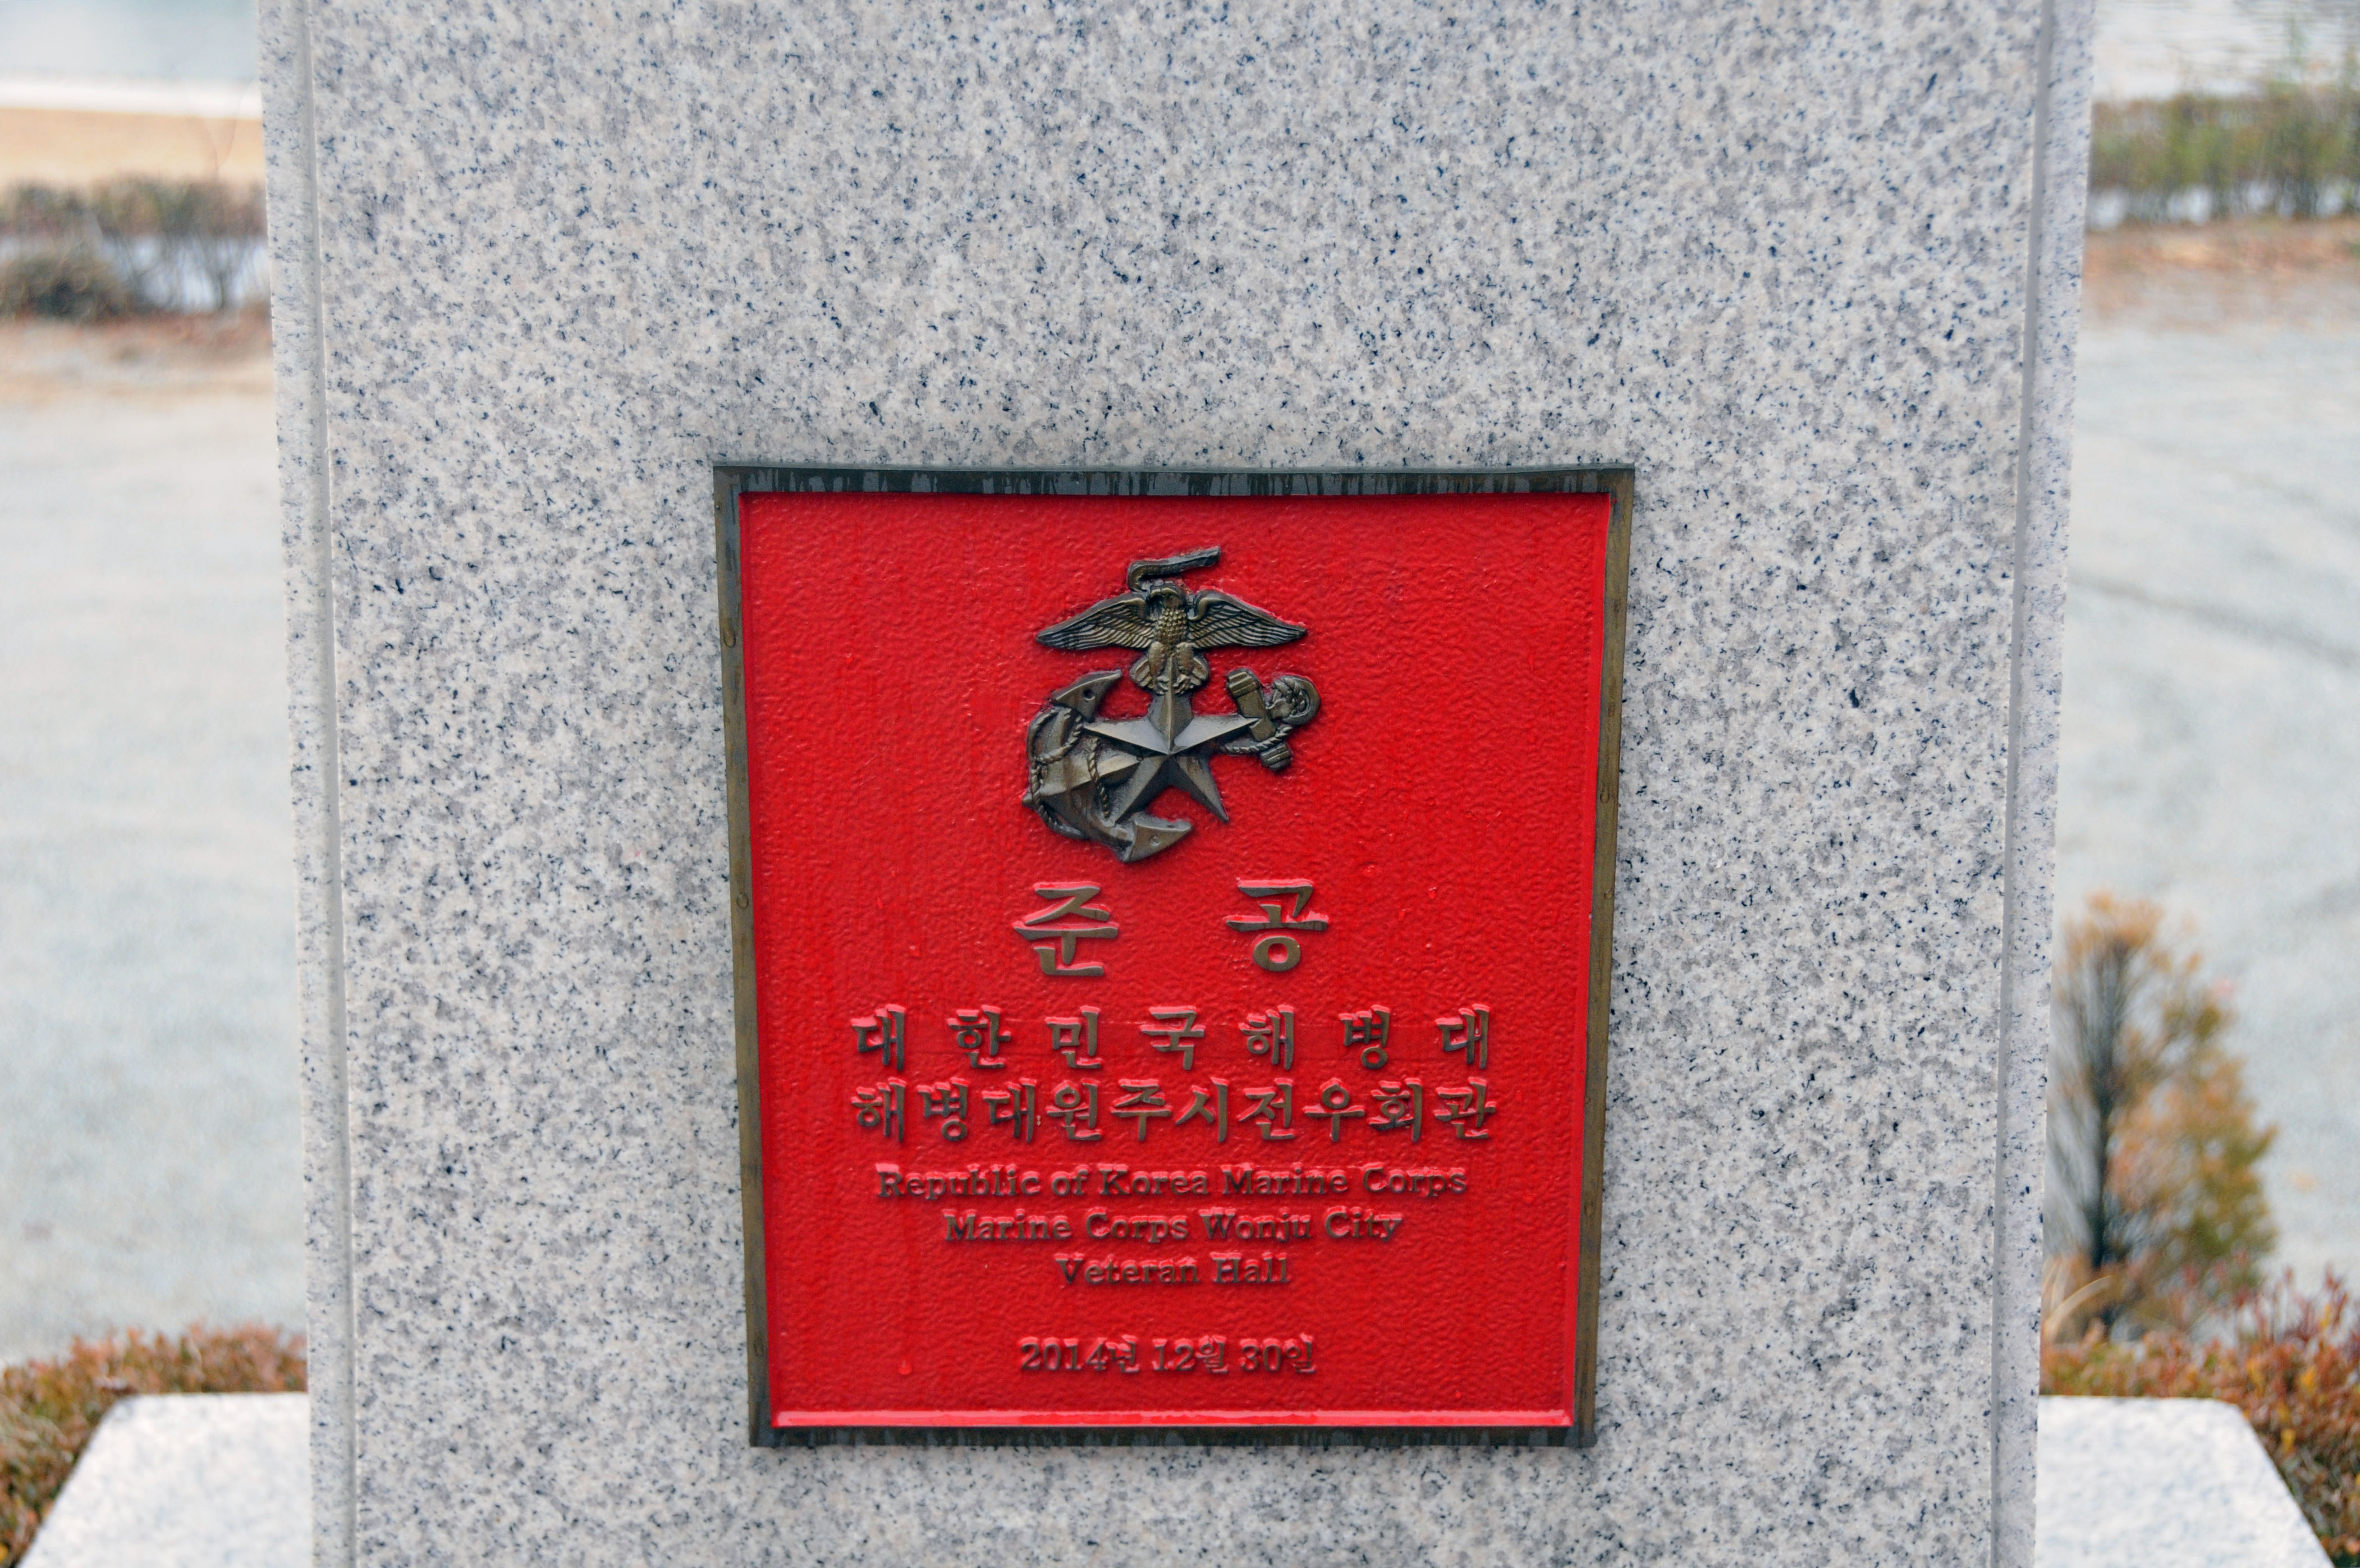 준 공
대한민국해병대
해병대원주시전우회관
Republic of Korea Marine Corps
Marine Corps Wonju City
Veteran Hall
2014년 12월 30일